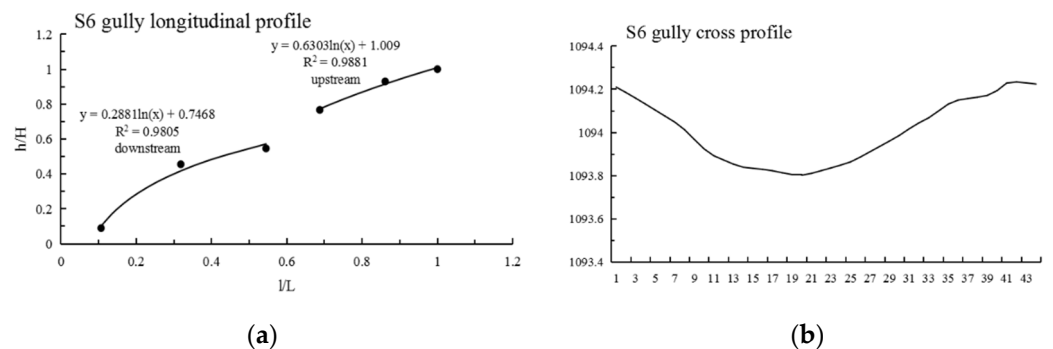 S6 gully longitudinal profile
1.2
1
0.8
0.6
0.4
0.2
0
h/H
y = 0.6303ln(x) + 1.009
R² = 0.9881
upstream
y = 0.2881ln(x) + 0.7468
R² = 0.9805
downstream
0 0.2 0.4 0.6 0.8 1 1.2
l/L
(a)
S6 gully cross profile
1094.4
1094.2
1094
1093.8
1093.6
1093.4
1 3 5 7 9 11 13 15 17 19 21 23 25 27 29 31 33 35 37 39 41 43
(b)